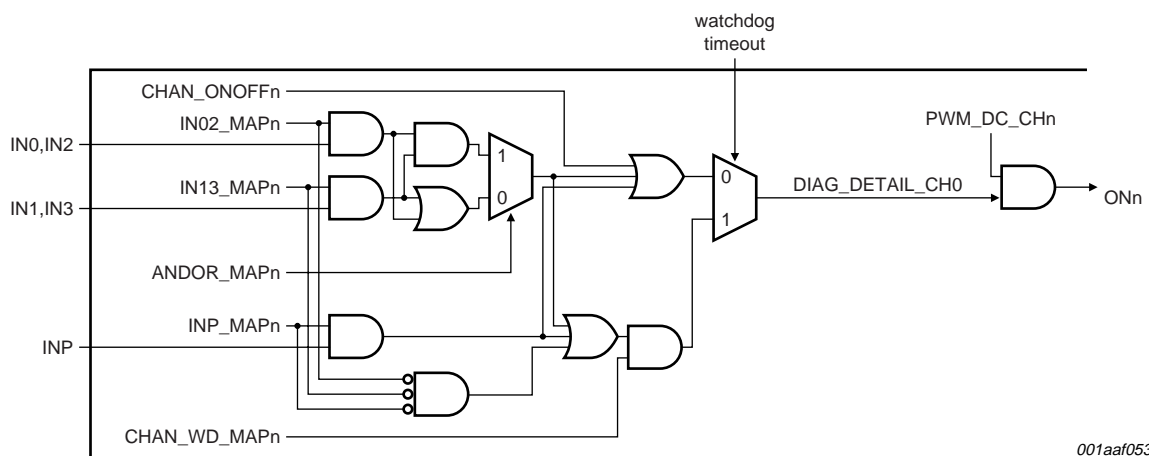 watchdog
timeout
CHAN_ONOFFn
IN02_MAPn
PWM_DC_CHn
IN0,IN2
1
IN13_MAPn
0
DIAG_DETAIL_CH0
ONn
IN1,IN3
0
1
ANDOR_MAPn
INP_MAPn
INP
CHAN_WD_MAPn
001aaf053